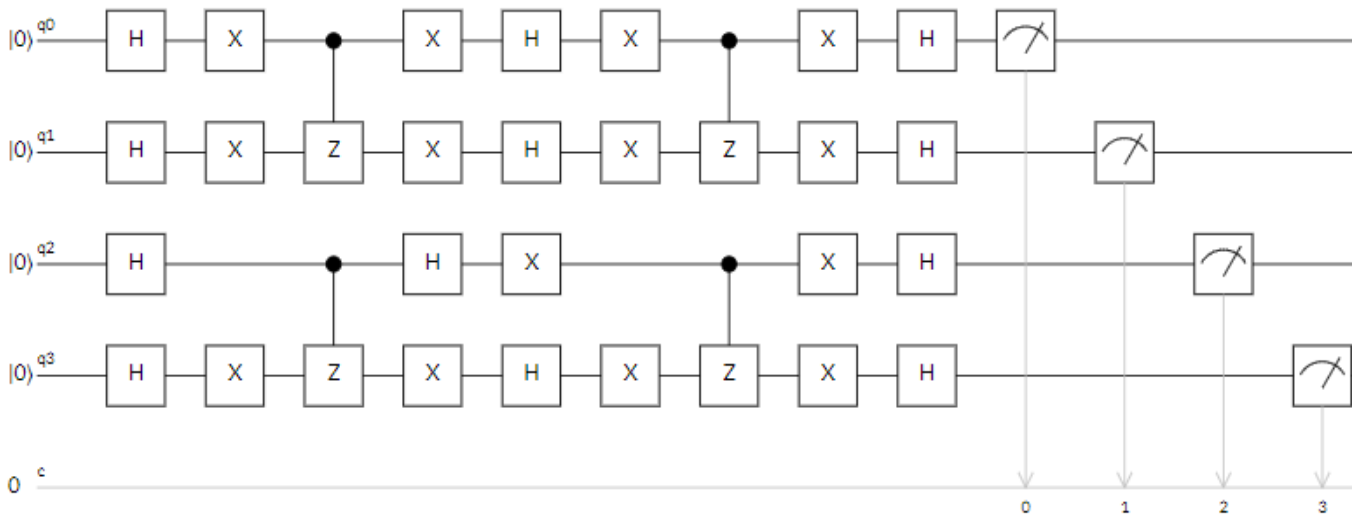 |0⟩ q0 H X X H X X H
|0⟩ q1 H X Z X H X Z X H
|0⟩ q2 H H X X H
|0⟩ q3 H X Z X H X Z X H
0 c
0 1 2 3